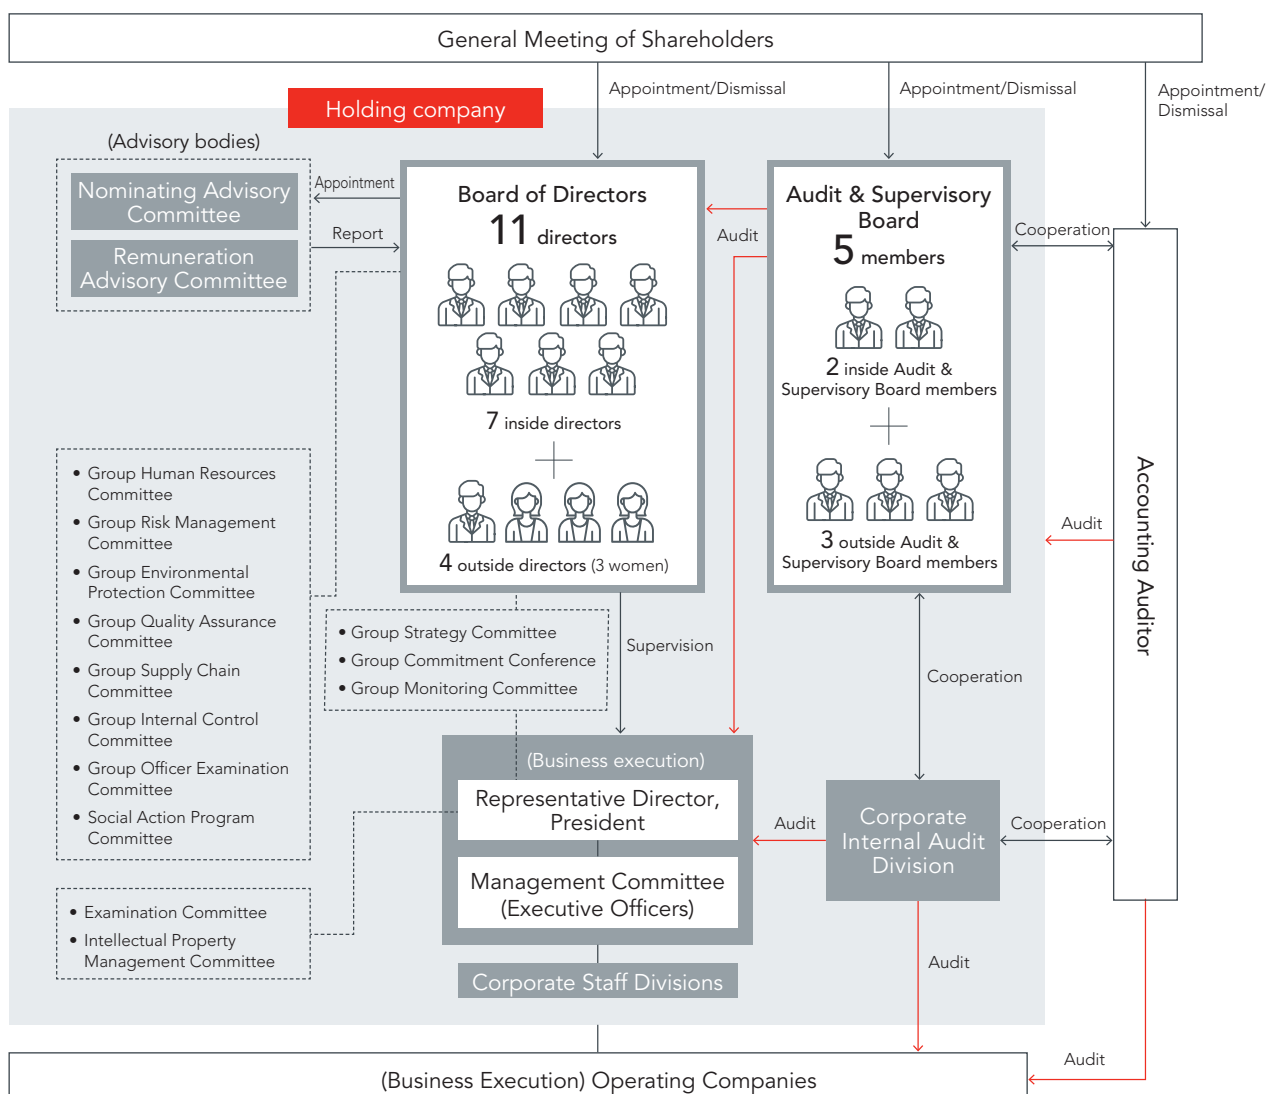 General Meeting of Shareholders
Appointment/Dismissal
Appointment/Dismissal
Appointment/
Dismissal
Holding company
(Advisory bodies)
Nominating Advisory
Committee
Remuneration
Advisory Committee
Appointment
Report
Board of Directors
11 directors
7 inside directors
4 outside directors (3 women)
Audit
Audit & Supervisory
Board
5 members
2 inside Audit &
Supervisory Board members
3 outside Audit &
Supervisory Board members
Cooperation
Accounting Auditor
Audit
• Group Human Resources
Committee
• Group Risk Management
Committee
• Group Environmental
Protection Committee
• Group Quality Assurance
Committee
• Group Supply Chain
Committee
• Group Internal Control
Committee
• Group Officer Examination
Committee
• Social Action Program
Committee
• Group Strategy Committee
• Group Commitment Conference
• Group Monitoring Committee
Supervision
Cooperation
(Business execution)
Representative Director,
President
Management Committee
(Executive Officers)
Audit
Corporate
Internal Audit
Division
Cooperation
• Examination Committee
• Intellectual Property
Management Committee
Corporate Staff Divisions
Audit
Audit
(Business Execution) Operating Companies